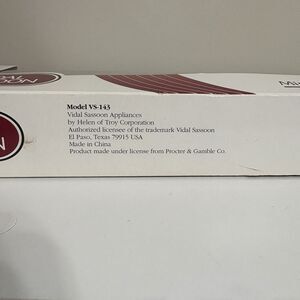 Model VS-143
Vidal Sassoon Appliances
by Helen of Troy Corporation
Authorized licensee of the trademark Vidal Sassoon
El Paso, Texas 79915 USA
Made in China
Product made under license from Procter & Gamble Co.